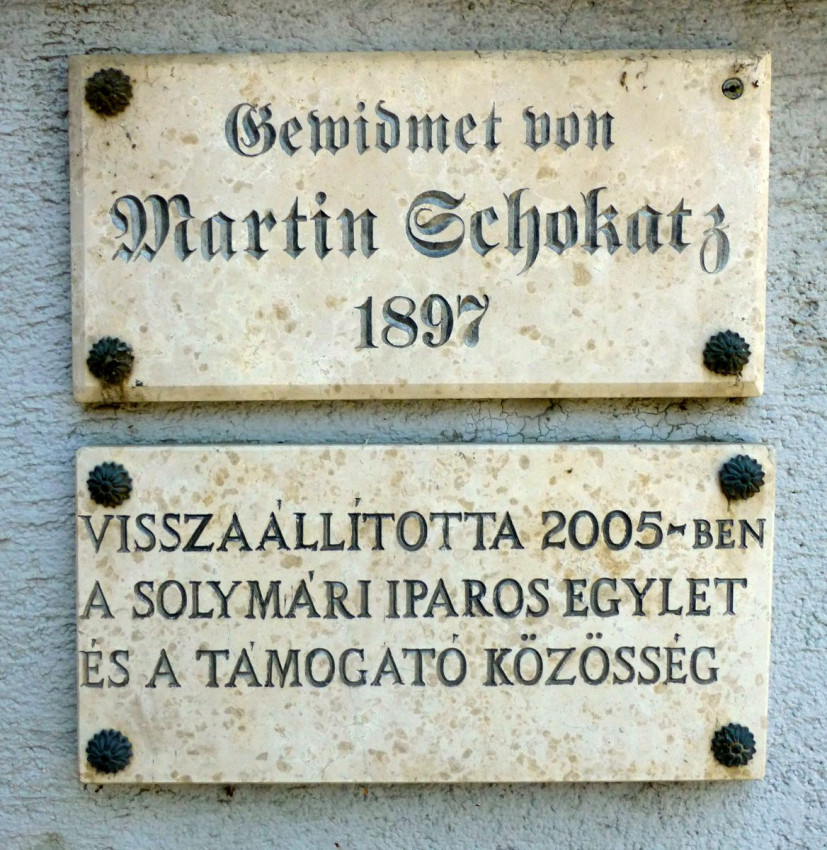 Gewidmet von
Martin Schokatz
1897
VISSZAÁLLÍTOTTA 2005-BEN
A SOLYMÁRI IPAROS EGYLET
ÉS A TÁMOGATÓ KÖZÖSSÉG